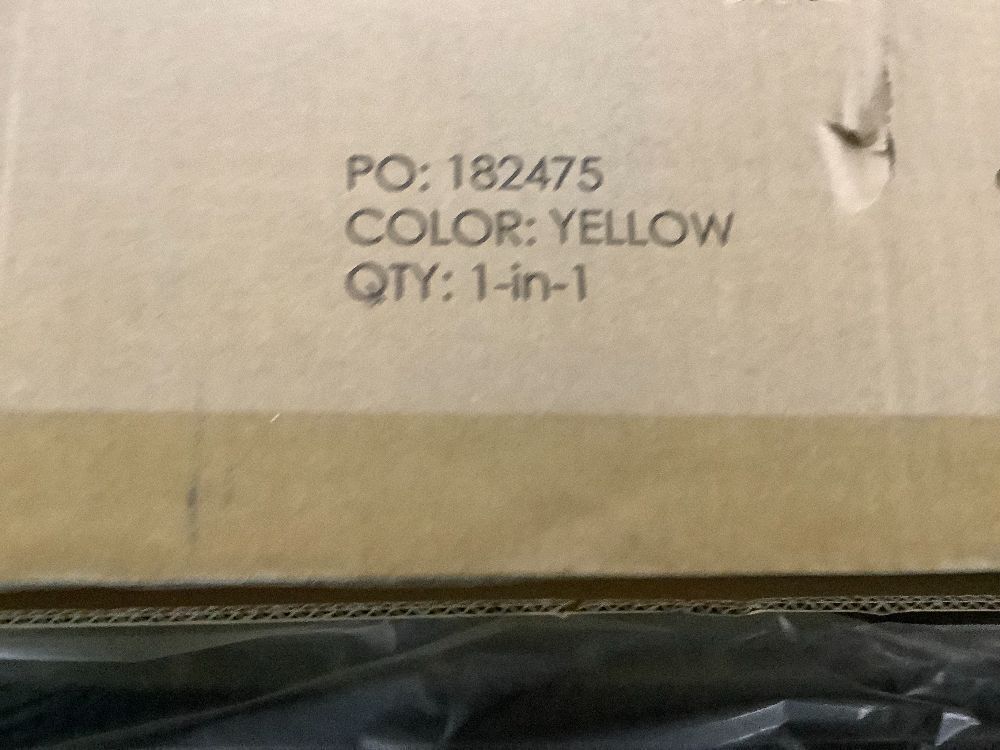 PO: 182475
COLOR: YELLOW
QTY: 1-in-1